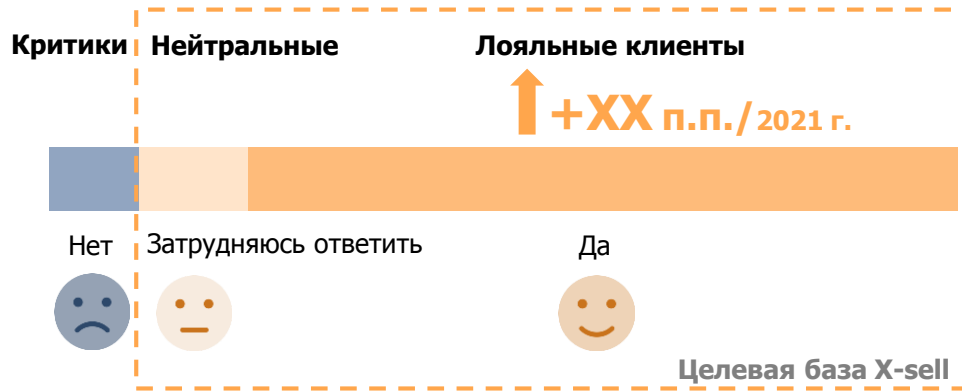 Критики Нейтральные Лояльные клиенты
+XX п.п./ 2021 г.
Нет Затрудняюсь ответить Да
Целевая база X-sell